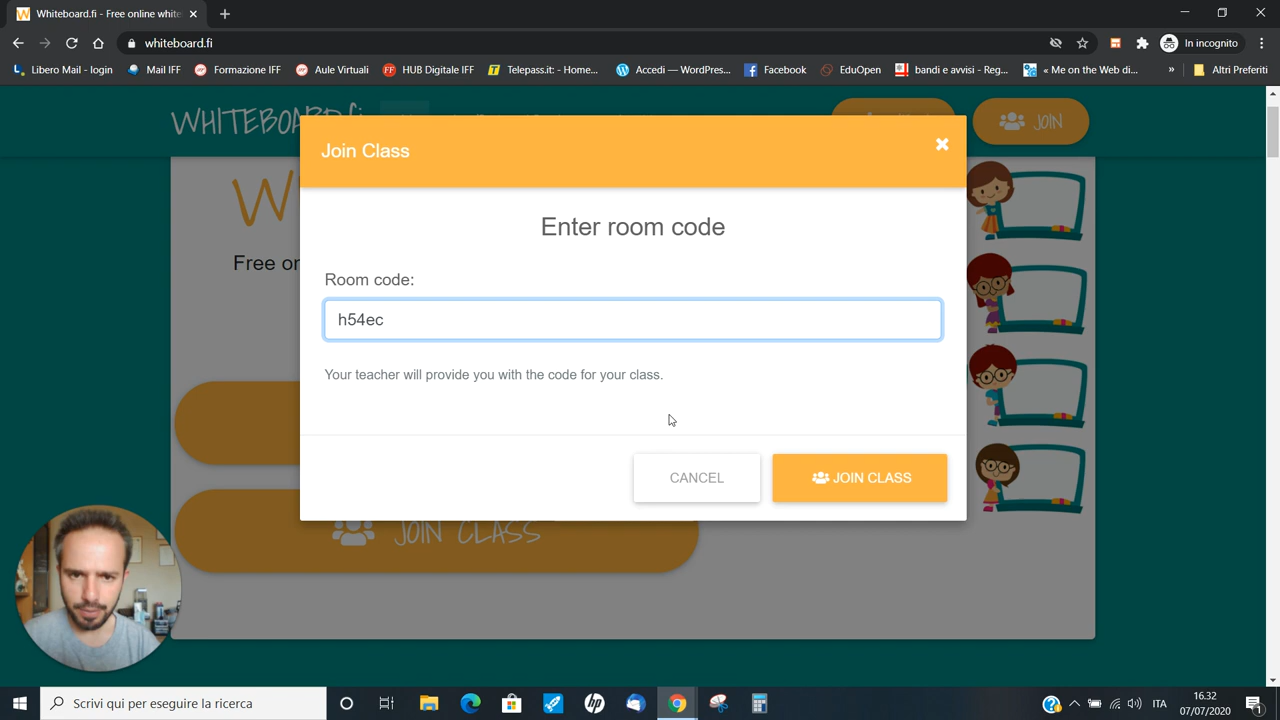 Whiteboard.fi - Free online white
whiteboard.fi
In incognito
Libero Mail - login
Mail IFF
Formazione IFF
Aule Virtuali
HUB Digitale IFF
Telepass.it: - Home...
Accedi — WordPres...
Facebook
EduOpen
bandi e avvisi - Reg...
« Me on the Web di...
»
Altri Preferiti
WHITEBOARD.fi
JOIN
Join Class
Enter room code
Free on
Room code:
h54ec
Your teacher will provide you with the code for your class.
CANCEL
JOIN CLASS
JOIN CLASS
Scrivi qui per eseguire la ricerca
ITA
16.32
07/07/2020